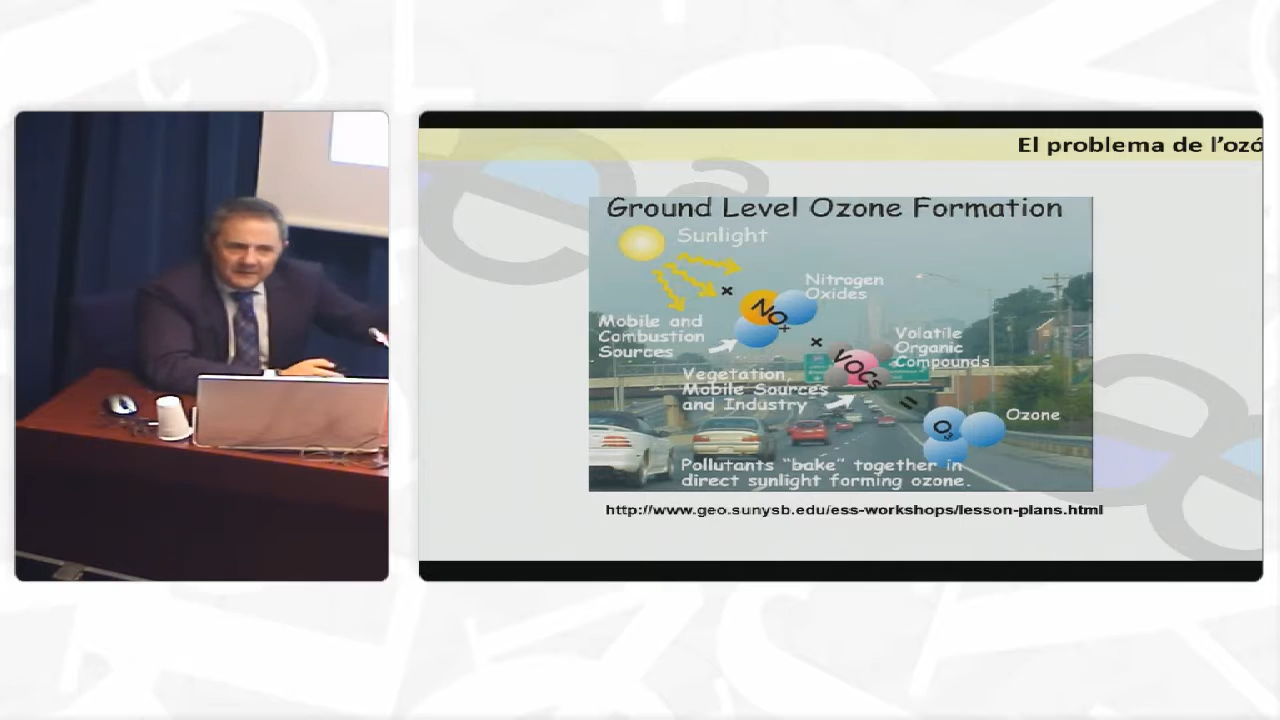 El problema de l'ozó
Ground Level Ozone Formation
Sunlight
Nitrogen
Oxides
NOx
Mobile and
Combustion
Sources
Volatile
Organic
Compounds
VOCs
Vegetation,
Mobile Sources
and Industry
=
O3
Ozone
Pollutants "bake" together in
direct sunlight forming ozone.
http://www.geo.sunysb.edu/ess-workshops/lesson-plans.html